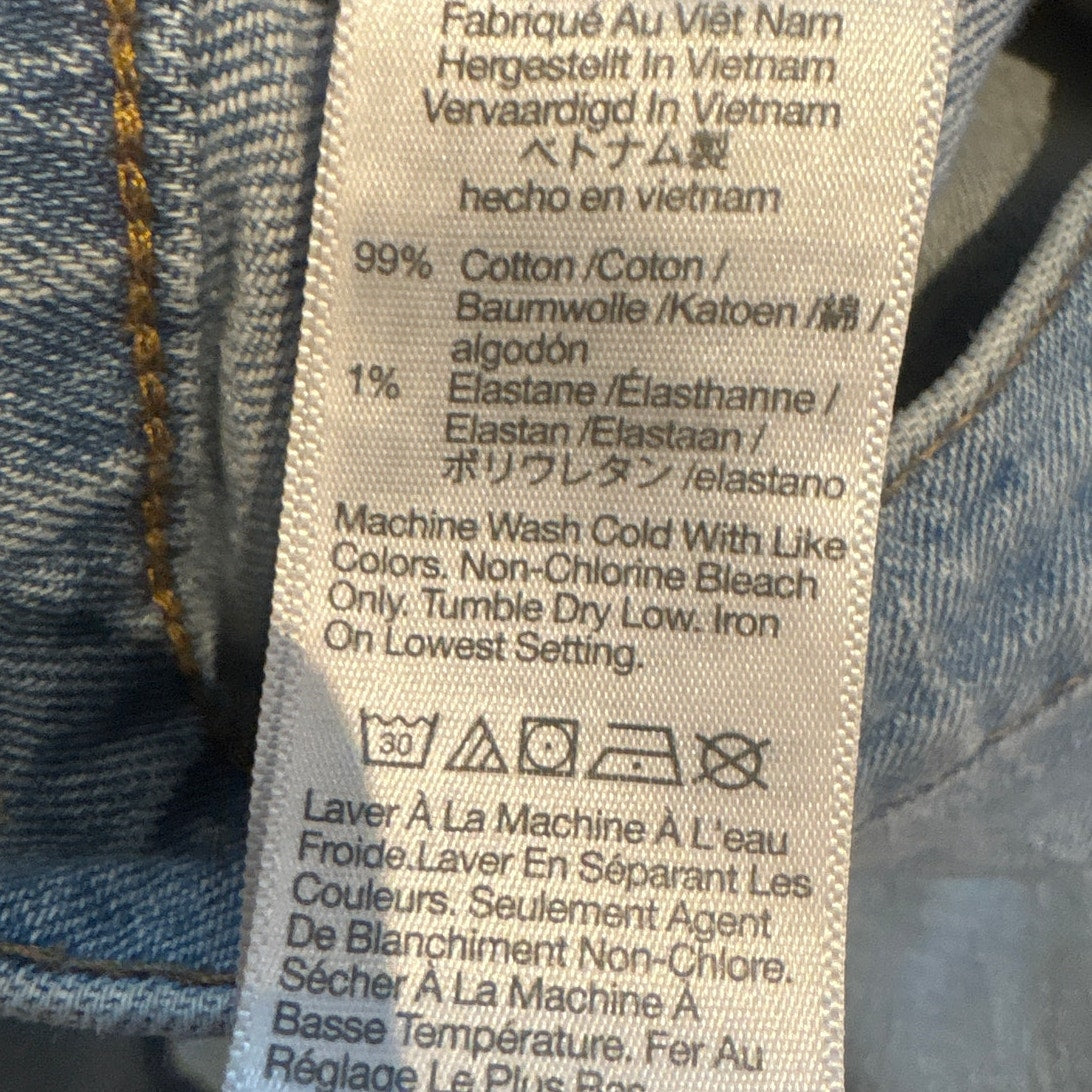 Fabriqué Au Viêt Nam
Hergestellt In Vietnam
Vervaardigd In Vietnam
ベトナム製
hecho en vietnam
99% Cotton /Coton /
Baumwolle /Katoen /綿 /
algodón
1% Elastane /Élasthanne /
Elastan /Elastaan /
ポリウレタン /elastano
Machine Wash Cold With Like
Colors. Non-Chlorine Bleach
Only. Tumble Dry Low. Iron
On Lowest Setting.
30
Laver À La Machine À L'eau
Froide.Laver En Séparant Les
Couleurs. Seulement Agent
De Blanchiment Non-Chlore.
Sécher À La Machine À
Basse Température. Fer Au
Réglage Le Plus Bas